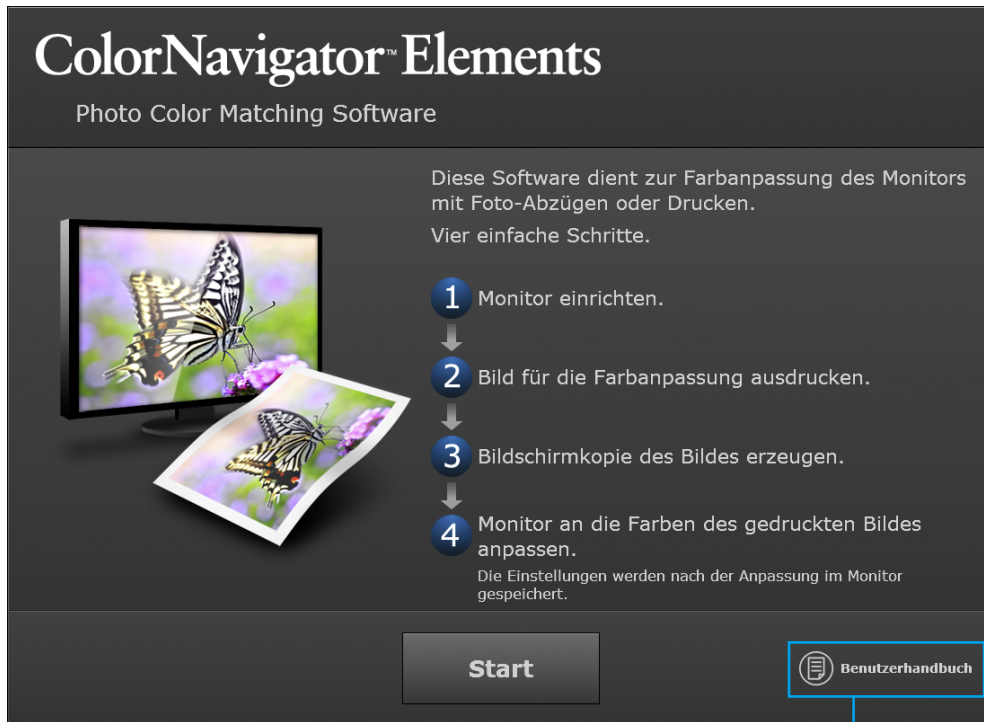 ColorNavigator™ Elements
Photo Color Matching Software
Diese Software dient zur Farbanpassung des Monitors
mit Foto-Abzügen oder Drucken.
Vier einfache Schritte.
1 Monitor einrichten.
2 Bild für die Farbanpassung ausdrucken.
3 Bildschirmkopie des Bildes erzeugen.
4 Monitor an die Farben des gedruckten Bildes
anpassen.
Die Einstellungen werden nach der Anpassung im Monitor
gespeichert.
Start
Benutzerhandbuch